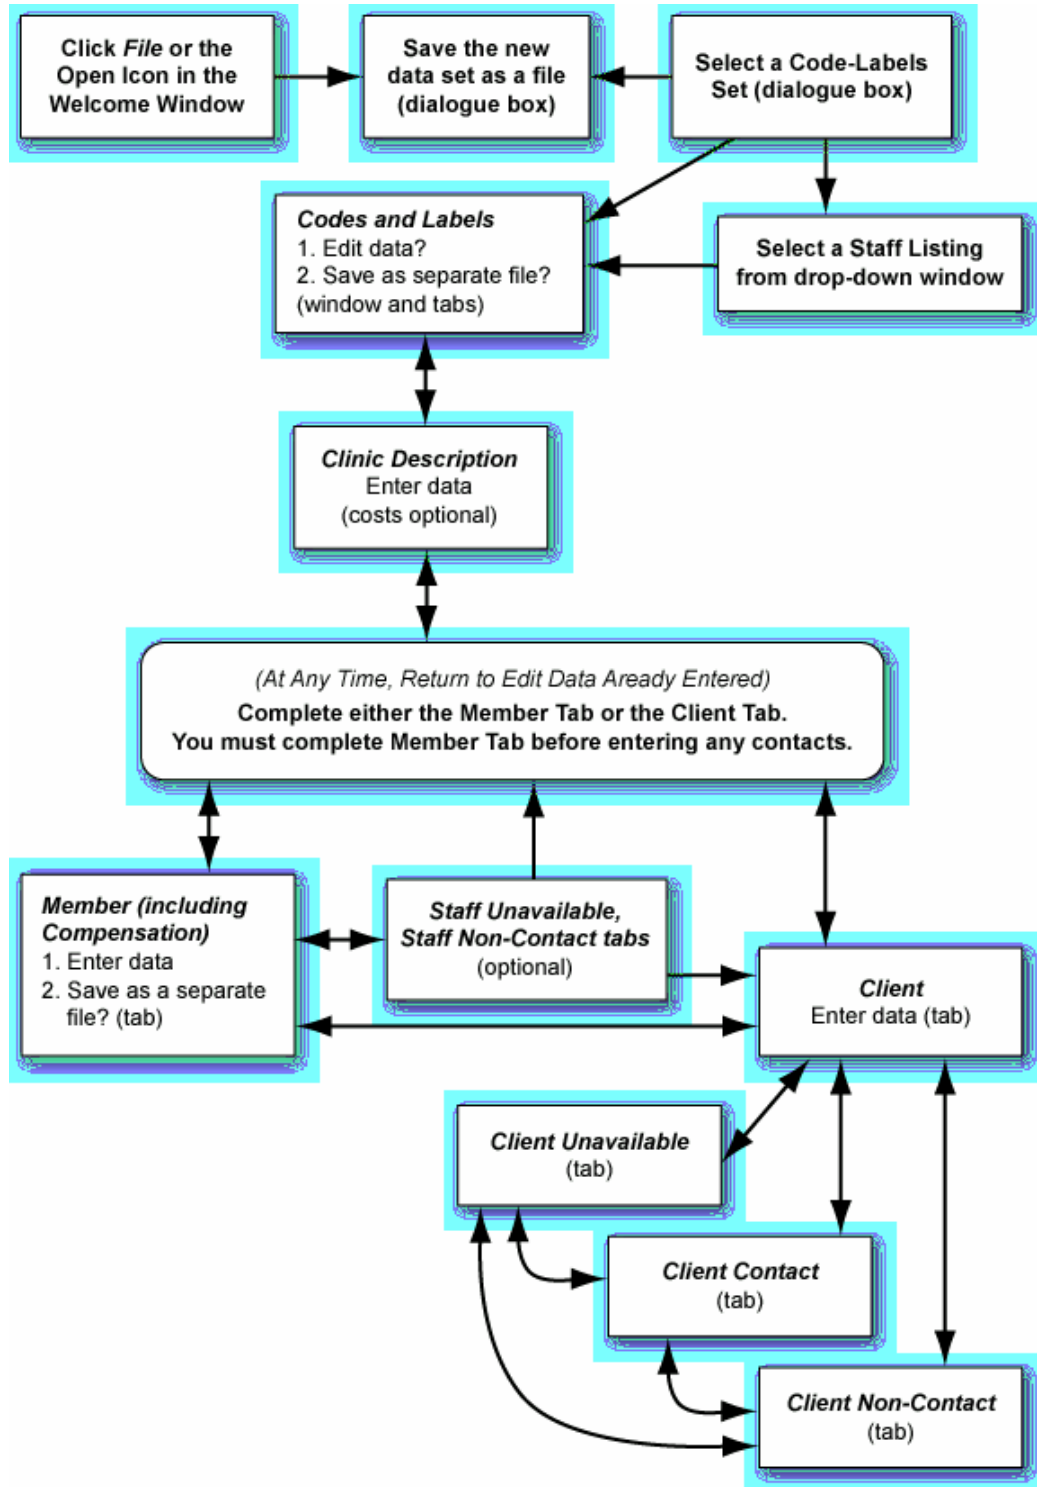 Click File or the
Open Icon in the
Welcome Window
Save the new
data set as a file
(dialogue box)
Select a Code-Labels
Set (dialogue box)
Codes and Labels
1. Edit data?
2. Save as separate file?
(window and tabs)
Select a Staff Listing
from drop-down window
Clinic Description
Enter data
(costs optional)
(At Any Time, Return to Edit Data Aready Entered)
Complete either the Member Tab or the Client Tab.
You must complete Member Tab before entering any contacts.
Member (including
Compensation)
1. Enter data
2. Save as a separate
file? (tab)
Staff Unavailable,
Staff Non-Contact tabs
(optional)
Client
Enter data (tab)
Client Unavailable
(tab)
Client Contact
(tab)
Client Non-Contact
(tab)